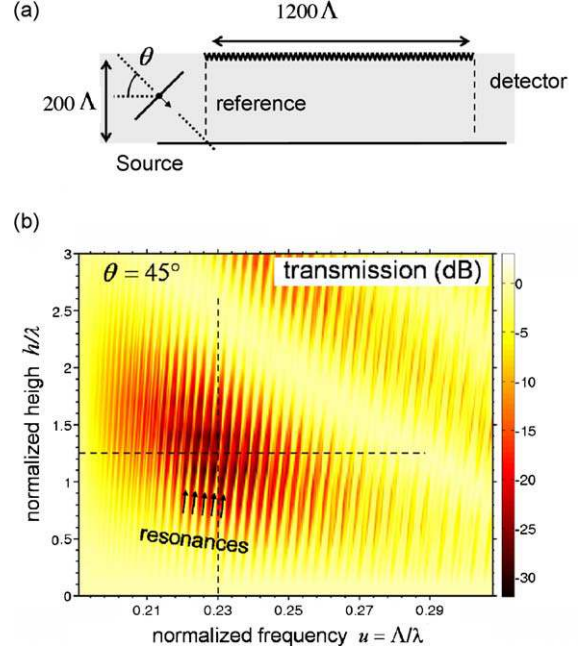 (a)
1200 Λ
θ
200 Λ
reference
detector
Source
(b)
θ = 45°
transmission (dB)
3
2.5
2
1.5
1
0.5
0
normalized heigh h/λ
resonances
0.21
0.23
0.25
0.27
0.29
normalized frequency u = Λ/λ
0
-5
-10
-15
-20
-25
-30